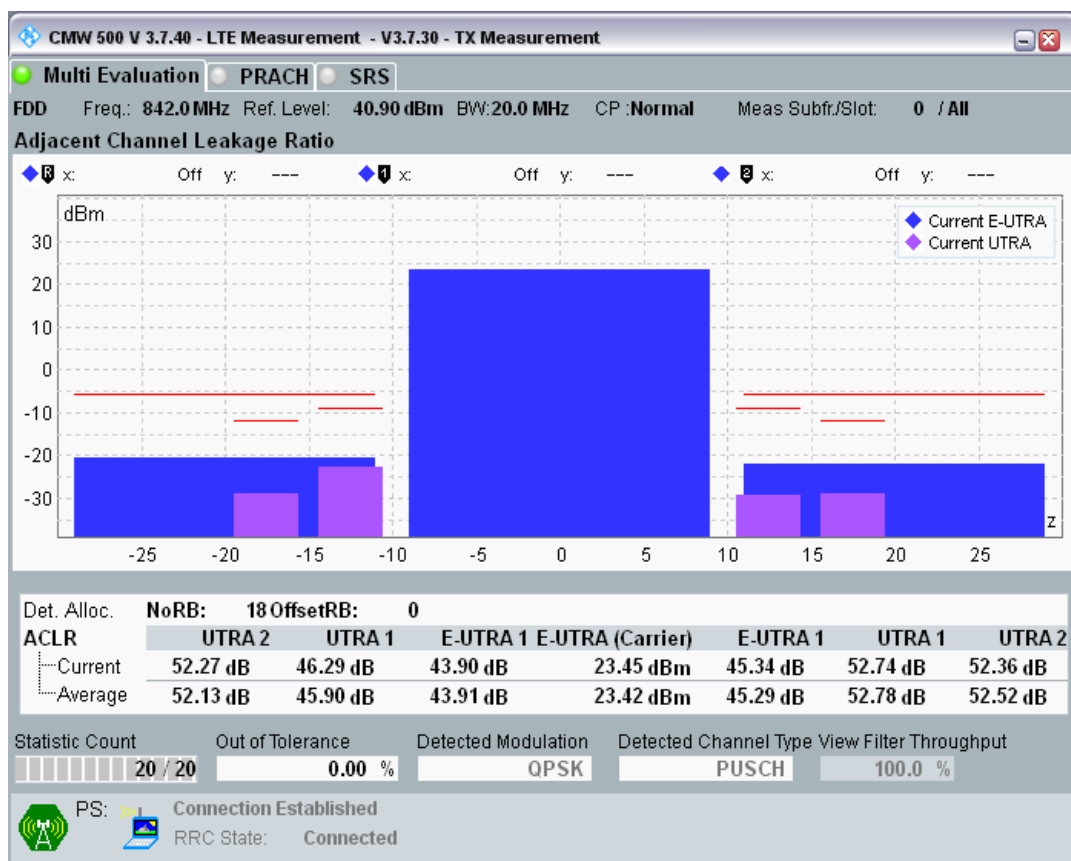 CMW 500 V 3.7.40 - LTE Measurement - V3.7.30 - TX Measurement
Multi Evaluation PRACH SRS
FDD Freq.: 842.0 MHz Ref. Level: 40.90 dBm BW:20.0 MHz CP :Normal Meas Subfr./Slot: 0 / All
Adjacent Channel Leakage Ratio
R x: Off y: --- 1 x: Off y: --- 2 x: Off y: ---
dBm
Current E-UTRA
Current UTRA
30
20
10
0
-10
-20
-30
z
-25 -20 -15 -10 -5 0 5 10 15 20 25
Det. Alloc. NoRB: 18 OffsetRB: 0
ACLR UTRA 2 UTRA 1 E-UTRA 1 E-UTRA (Carrier) E-UTRA 1 UTRA 1 UTRA 2
Current 52.27 dB 46.29 dB 43.90 dB 23.45 dBm 45.34 dB 52.74 dB 52.36 dB
Average 52.13 dB 45.90 dB 43.91 dB 23.42 dBm 45.29 dB 52.78 dB 52.52 dB
Statistic Count Out of Tolerance Detected Modulation Detected Channel Type View Filter Throughput
20 / 20 0.00 % QPSK PUSCH 100.0 %
PS: Connection Established
RRC State: Connected